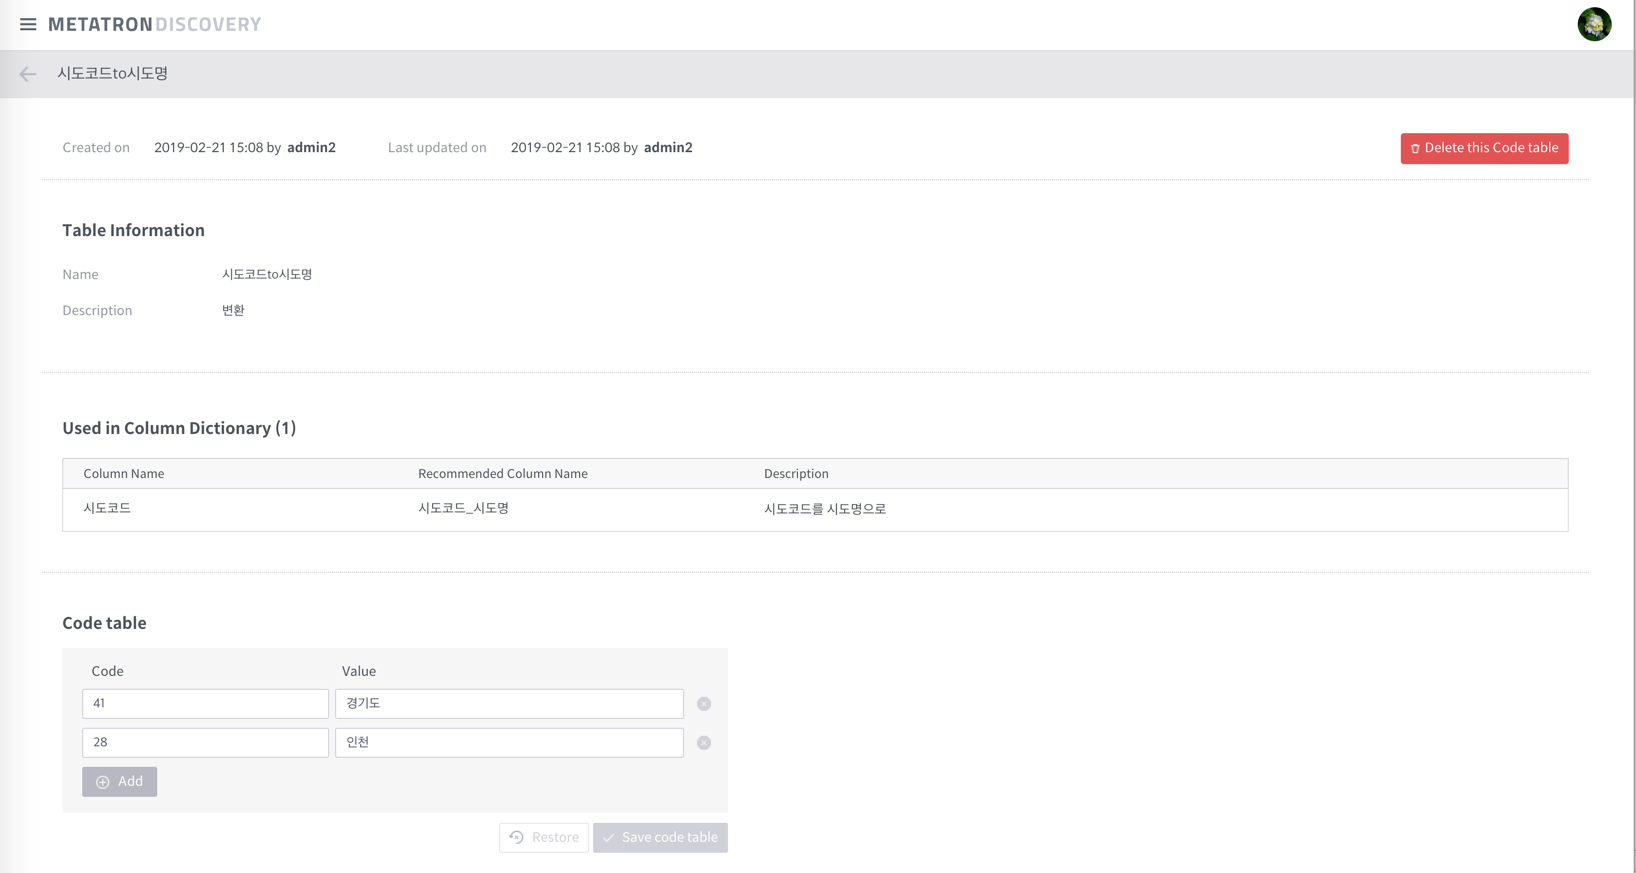 METATRONDISCOVERY
시도코드to시도명
Created on 2019-02-21 15:08 by admin2 Last updated on 2019-02-21 15:08 by admin2 Delete this Code table
Table Information
Name 시도코드to시도명
Description 변환
Used in Column Dictionary (1)
Column Name Recommended Column Name Description
시도코드 시도코드_시도명 시도코드를 시도명으로
Code table
Code Value
41 경기도
28 인천
Add
Restore Save code table